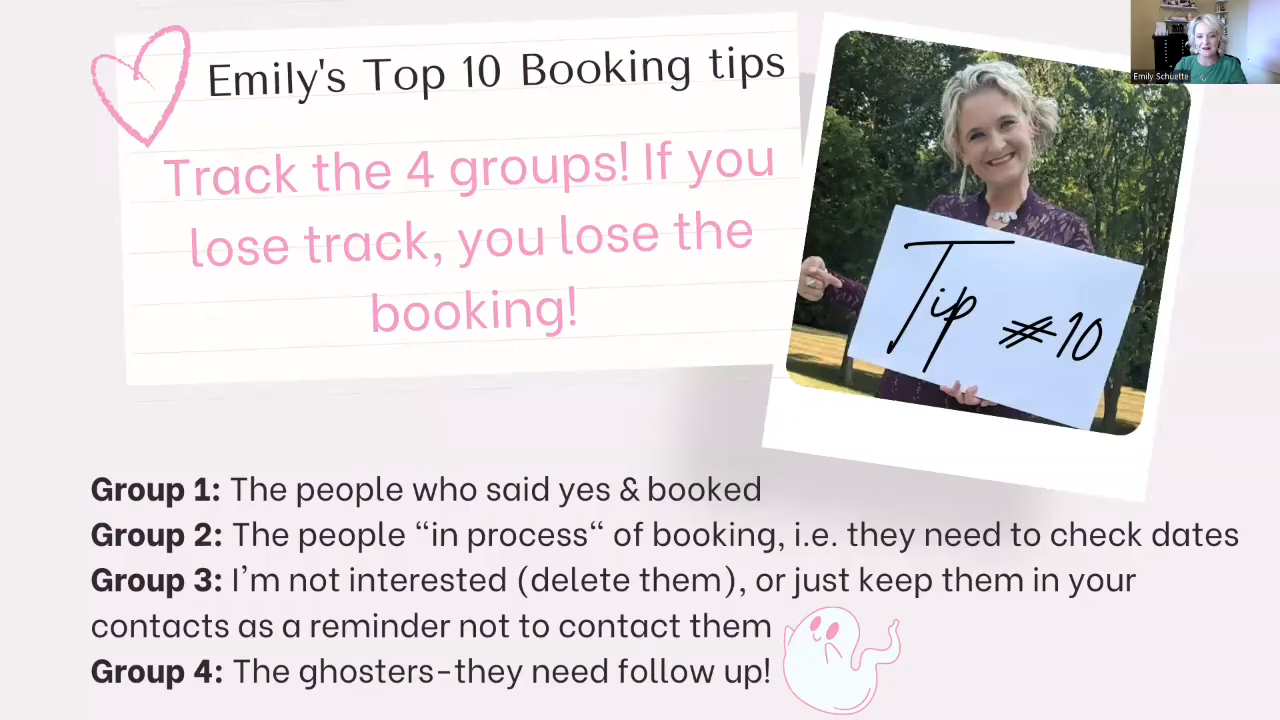 Emily's Top 10 Booking tips
Track the 4 groups! If you
lose track, you lose the
booking!
Tip #10
Emily Schuette
Group 1: The people who said yes & booked
Group 2: The people “in process“ of booking, i.e. they need to check dates
Group 3: I'm not interested (delete them), or just keep them in your
contacts as a reminder not to contact them
Group 4: The ghosters-they need follow up!